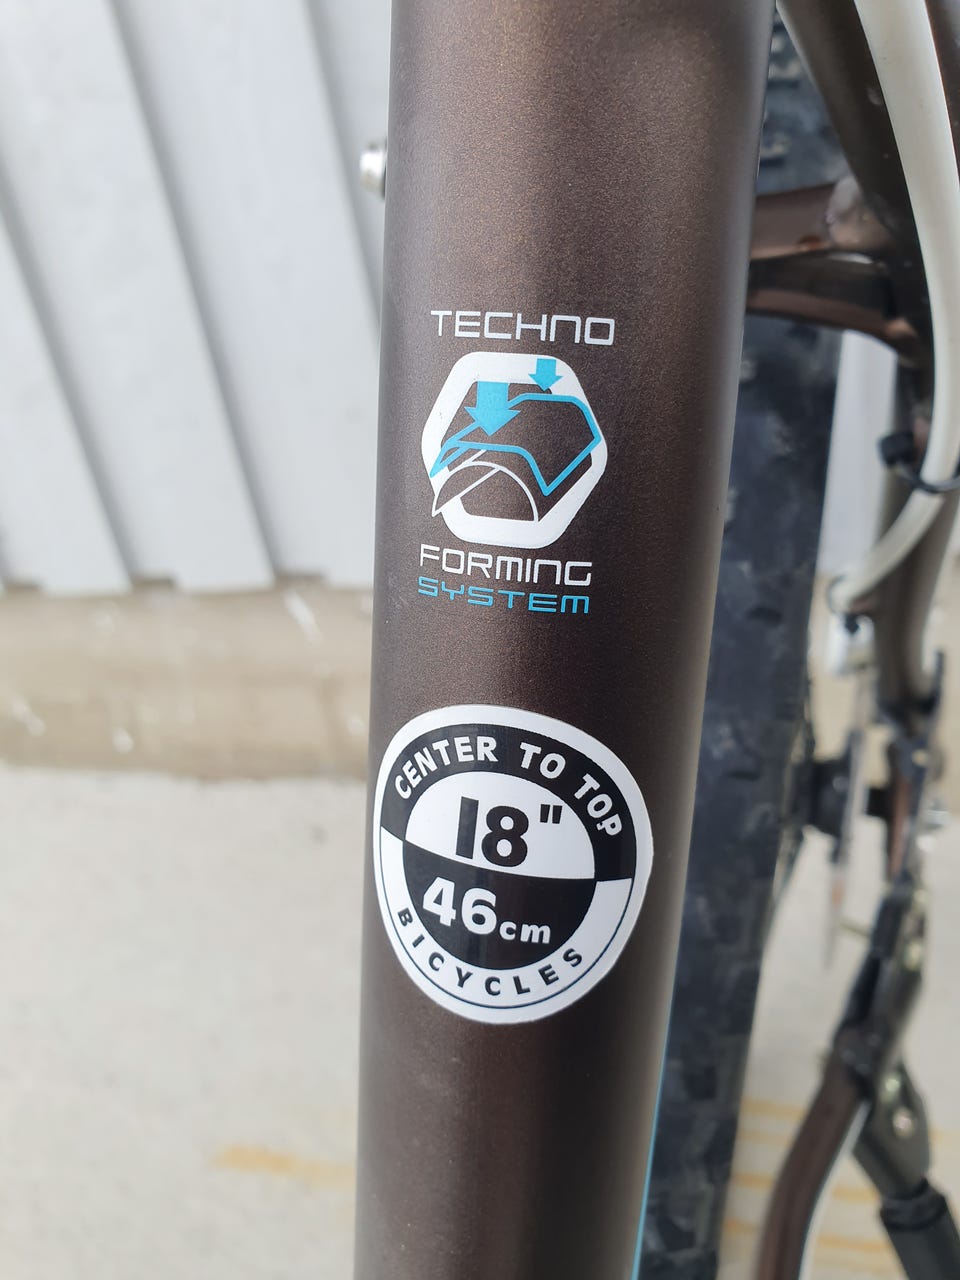 TECHNO
FORMING
SYSTEM
CENTER TO TOP
18"
46cm
BICYCLES